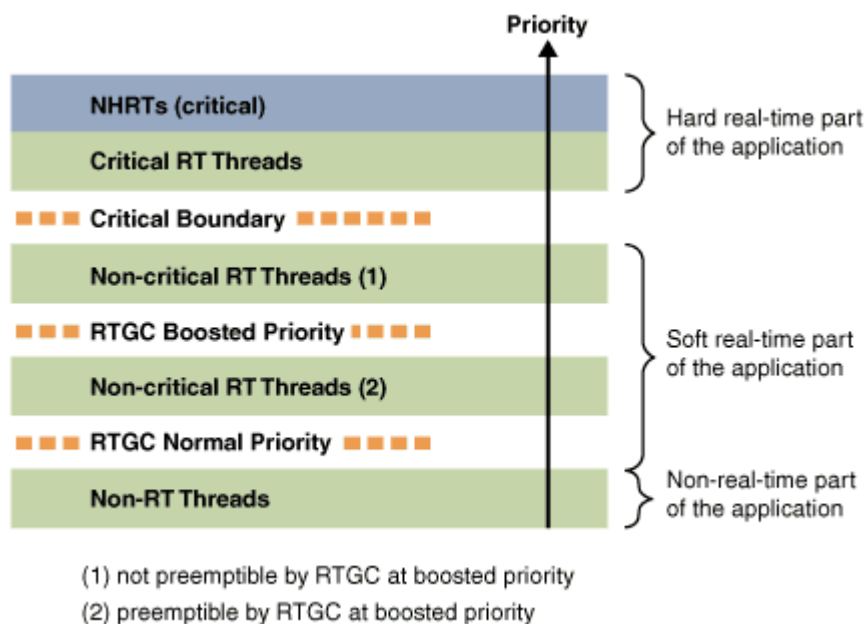 Priority
NHRTs (critical)
Critical RT Threads
Hard real-time part
of the application
Critical Boundary
Non-critical RT Threads (1)
RTGC Boosted Priority
Non-critical RT Threads (2)
RTGC Normal Priority
Soft real-time part
of the application
Non-RT Threads
Non-real-time part
of the application
(1) not preemptible by RTGC at boosted priority
(2) preemptible by RTGC at boosted priority